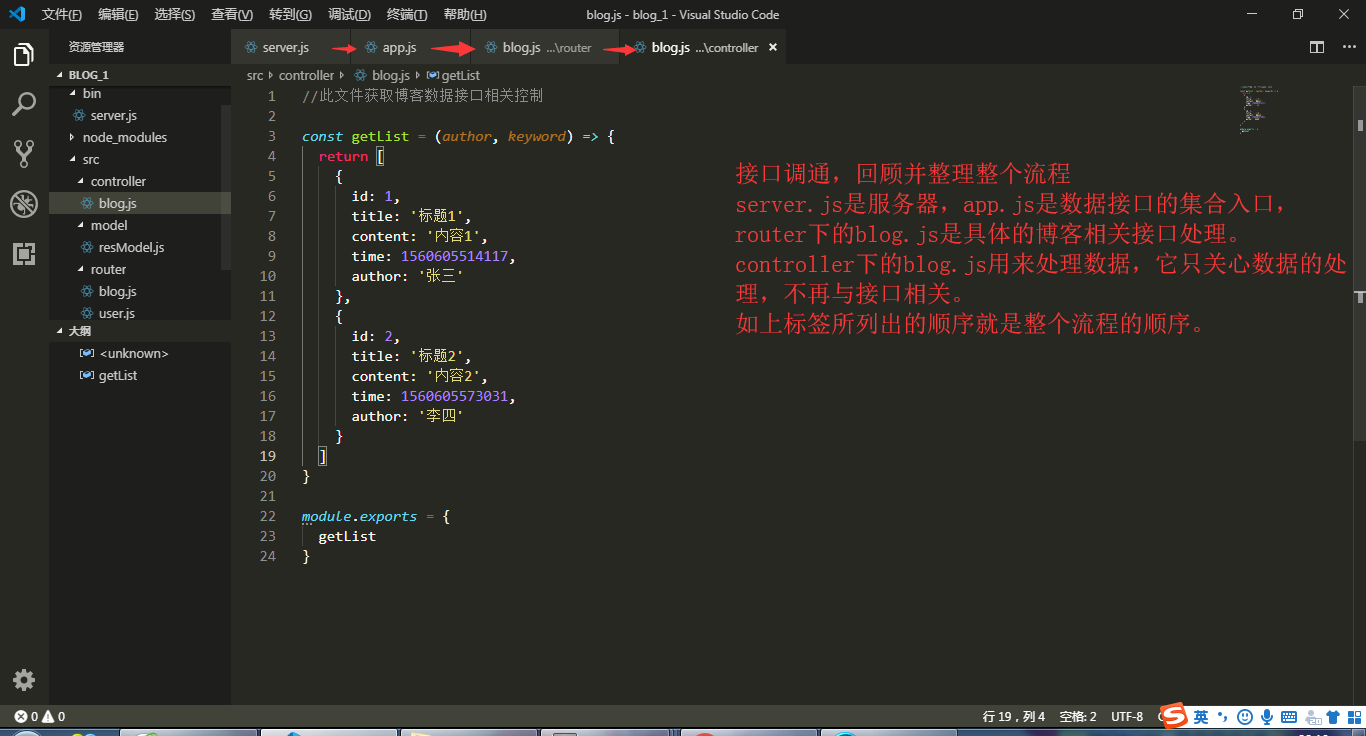 文件(F) 编辑(E) 选择(S) 查看(V) 转到(G) 调试(D) 终端(T) 帮助(H) blog.js - blog_1 - Visual Studio Code
资源管理器
server.js app.js blog.js ...\router blog.js ...\controller
BLOG_1
bin
server.js
node_modules
src
controller
blog.js
model
resModel.js
router
blog.js
user.js
大纲
<unknown>
getList
src controller blog.js getList
1 //此文件获取博客数据接口相关控制
2
3 const getList = (author, keyword) => {
4 return [
5 {
6 id: 1,
7 title: '标题1',
8 content: '内容1',
9 time: 1560605514117,
10 author: '张三'
11 },
12 {
13 id: 2,
14 title: '标题2',
15 content: '内容2',
16 time: 1560605573031,
17 author: '李四'
18 }
19 ]
20 }
21
22 module.exports = {
23 getList
24 }
接口调通，回顾并整理整个流程
server.js是服务器，app.js是数据接口的集合入口，
router下的blog.js是具体的博客相关接口处理。
controller下的blog.js用来处理数据，它只关心数据的处
理，不再与接口相关。
如上标签所列出的顺序就是整个流程的顺序。
0 0 行 19，列 4 空格: 2 UTF-8
S 英